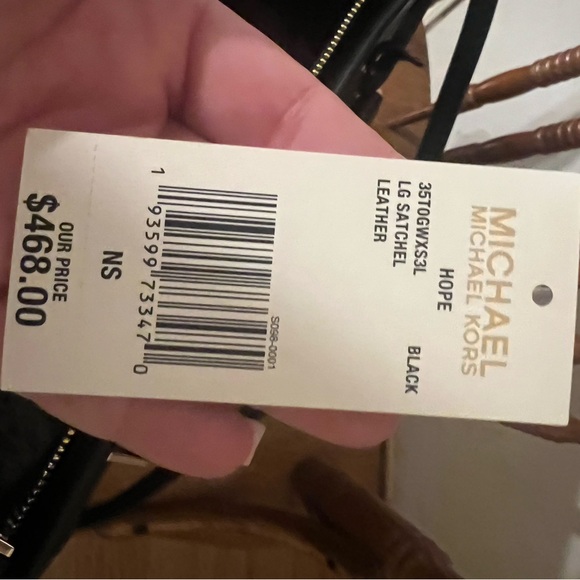 MICHAEL
MICHAEL KORS
HOPE
35T0GWXS3L BLACK
LG SATCHEL
LEATHER
S098-0001
1 93599 73347 0
NS
OUR PRICE
$468.00